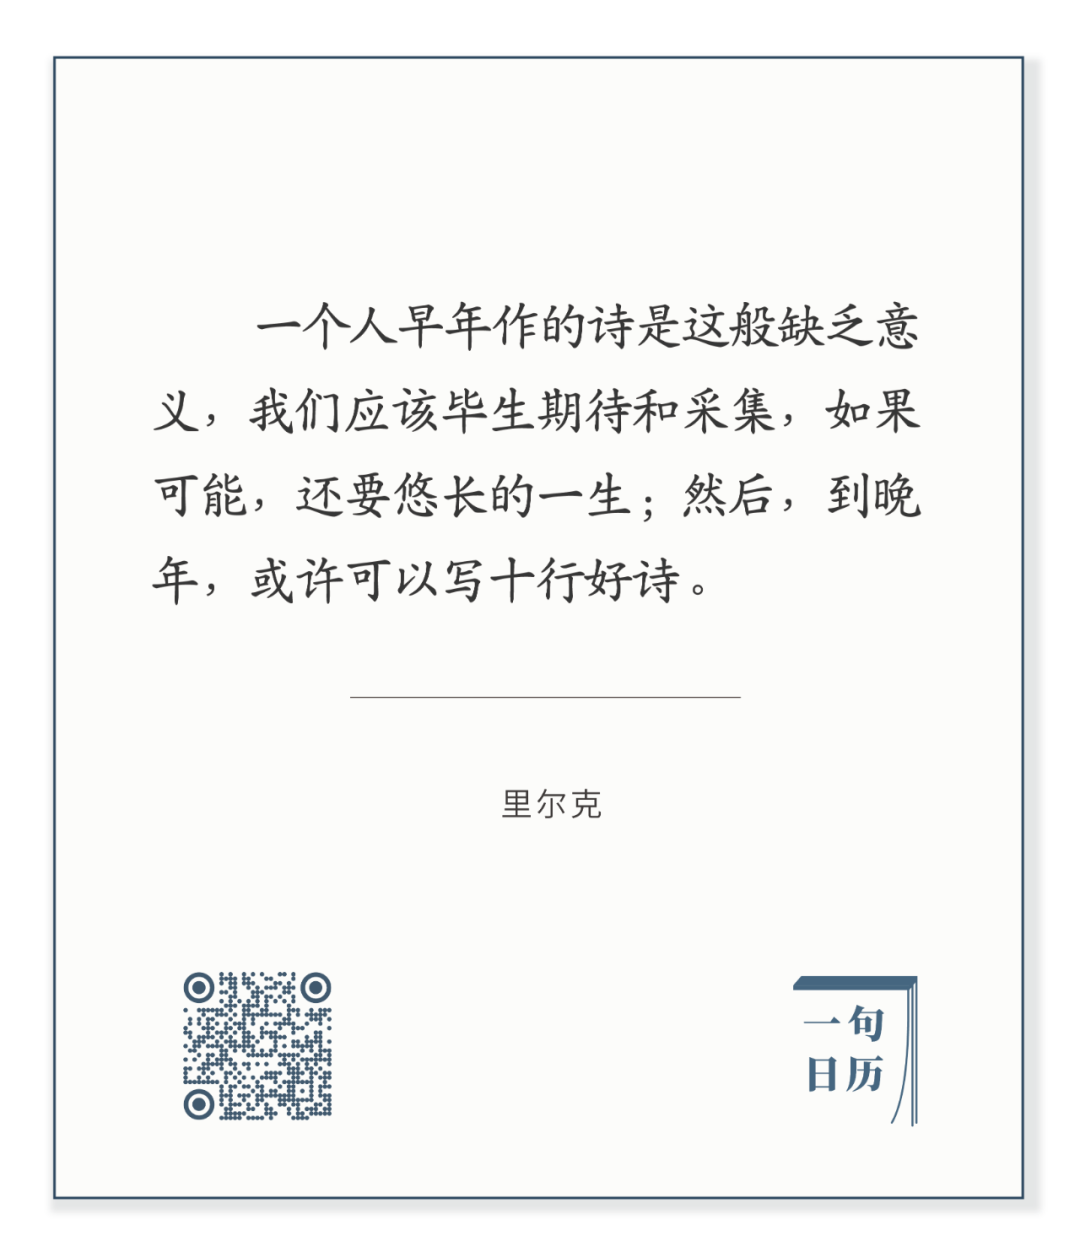 一个人早年作的诗是这般缺乏意
义，我们应该毕生期待和采集，如果
可能，还要悠长的一生；然后，到晚
年，或许可以写十行好诗。
里尔克
一句
日历